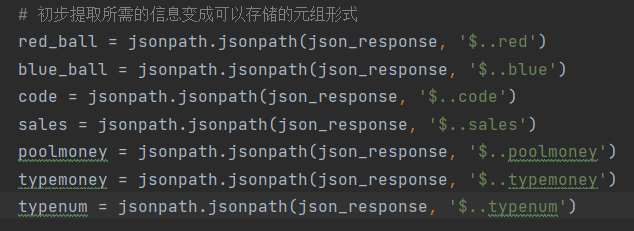 # 初步提取所需的信息变成可以存储的元组形式
red_ball = jsonpath.jsonpath(json_response, '$..red')
blue_ball = jsonpath.jsonpath(json_response, '$..blue')
code = jsonpath.jsonpath(json_response, '$..code')
sales = jsonpath.jsonpath(json_response, '$..sales')
poolmoney = jsonpath.jsonpath(json_response, '$..poolmoney')
typemoney = jsonpath.jsonpath(json_response, '$..typemoney')
typenum = jsonpath.jsonpath(json_response, '$..typenum')